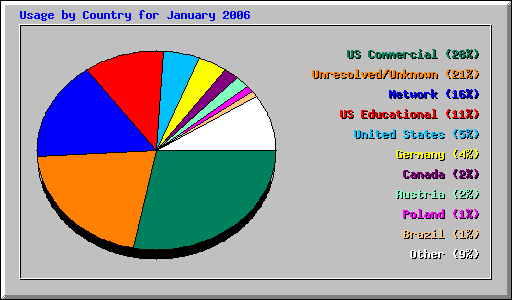 Usage by Country for January 2006
US Commercial (28%)
Unresolved/Unknown (21%)
Network (16%)
US Educational (11%)
United States (5%)
Germany (4%)
Canada (2%)
Austria (2%)
Poland (1%)
Brazil (1%)
Other (9%)